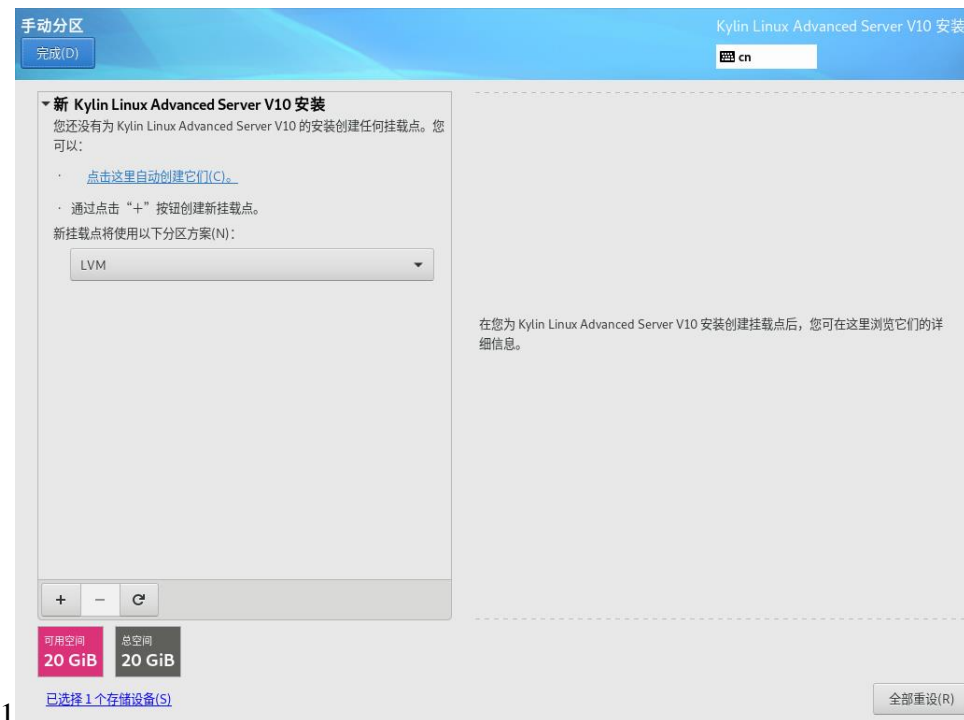 手动分区
Kylin Linux Advanced Server V10 安装
完成(D)
cn
新 Kylin Linux Advanced Server V10 安装
您还没有为 Kylin Linux Advanced Server V10 的安装创建任何挂载点。您
可以：
· 点击这里自动创建它们(C)。
· 通过点击“+”按钮创建新挂载点。
新挂载点将使用以下分区方案(N)：
LVM
在您为 Kylin Linux Advanced Server V10 安装创建挂载点后，您可在这里浏览它们的详
细信息。
+ −
可用空间
20 GiB
总空间
20 GiB
已选择 1 个存储设备(S)
全部重设(R)
1